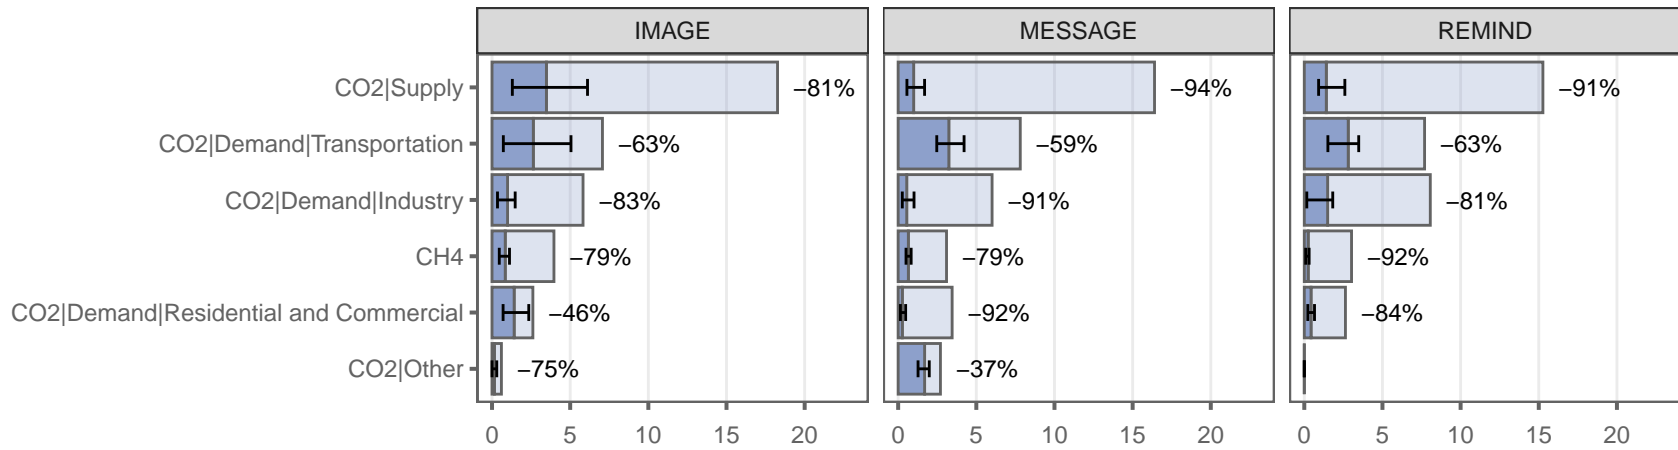 IMAGE MESSAGE REMIND
CO2|Supply –81% –94% –91%
CO2|Demand|Transportation –63% –59% –63%
CO2|Demand|Industry –83% –91% –81%
CH4 –79% –79% –92%
CO2|Demand|Residential and Commercial –46% –92% –84%
CO2|Other –75% –37%
0 5 10 15 20 0 5 10 15 20 0 5 10 15 20